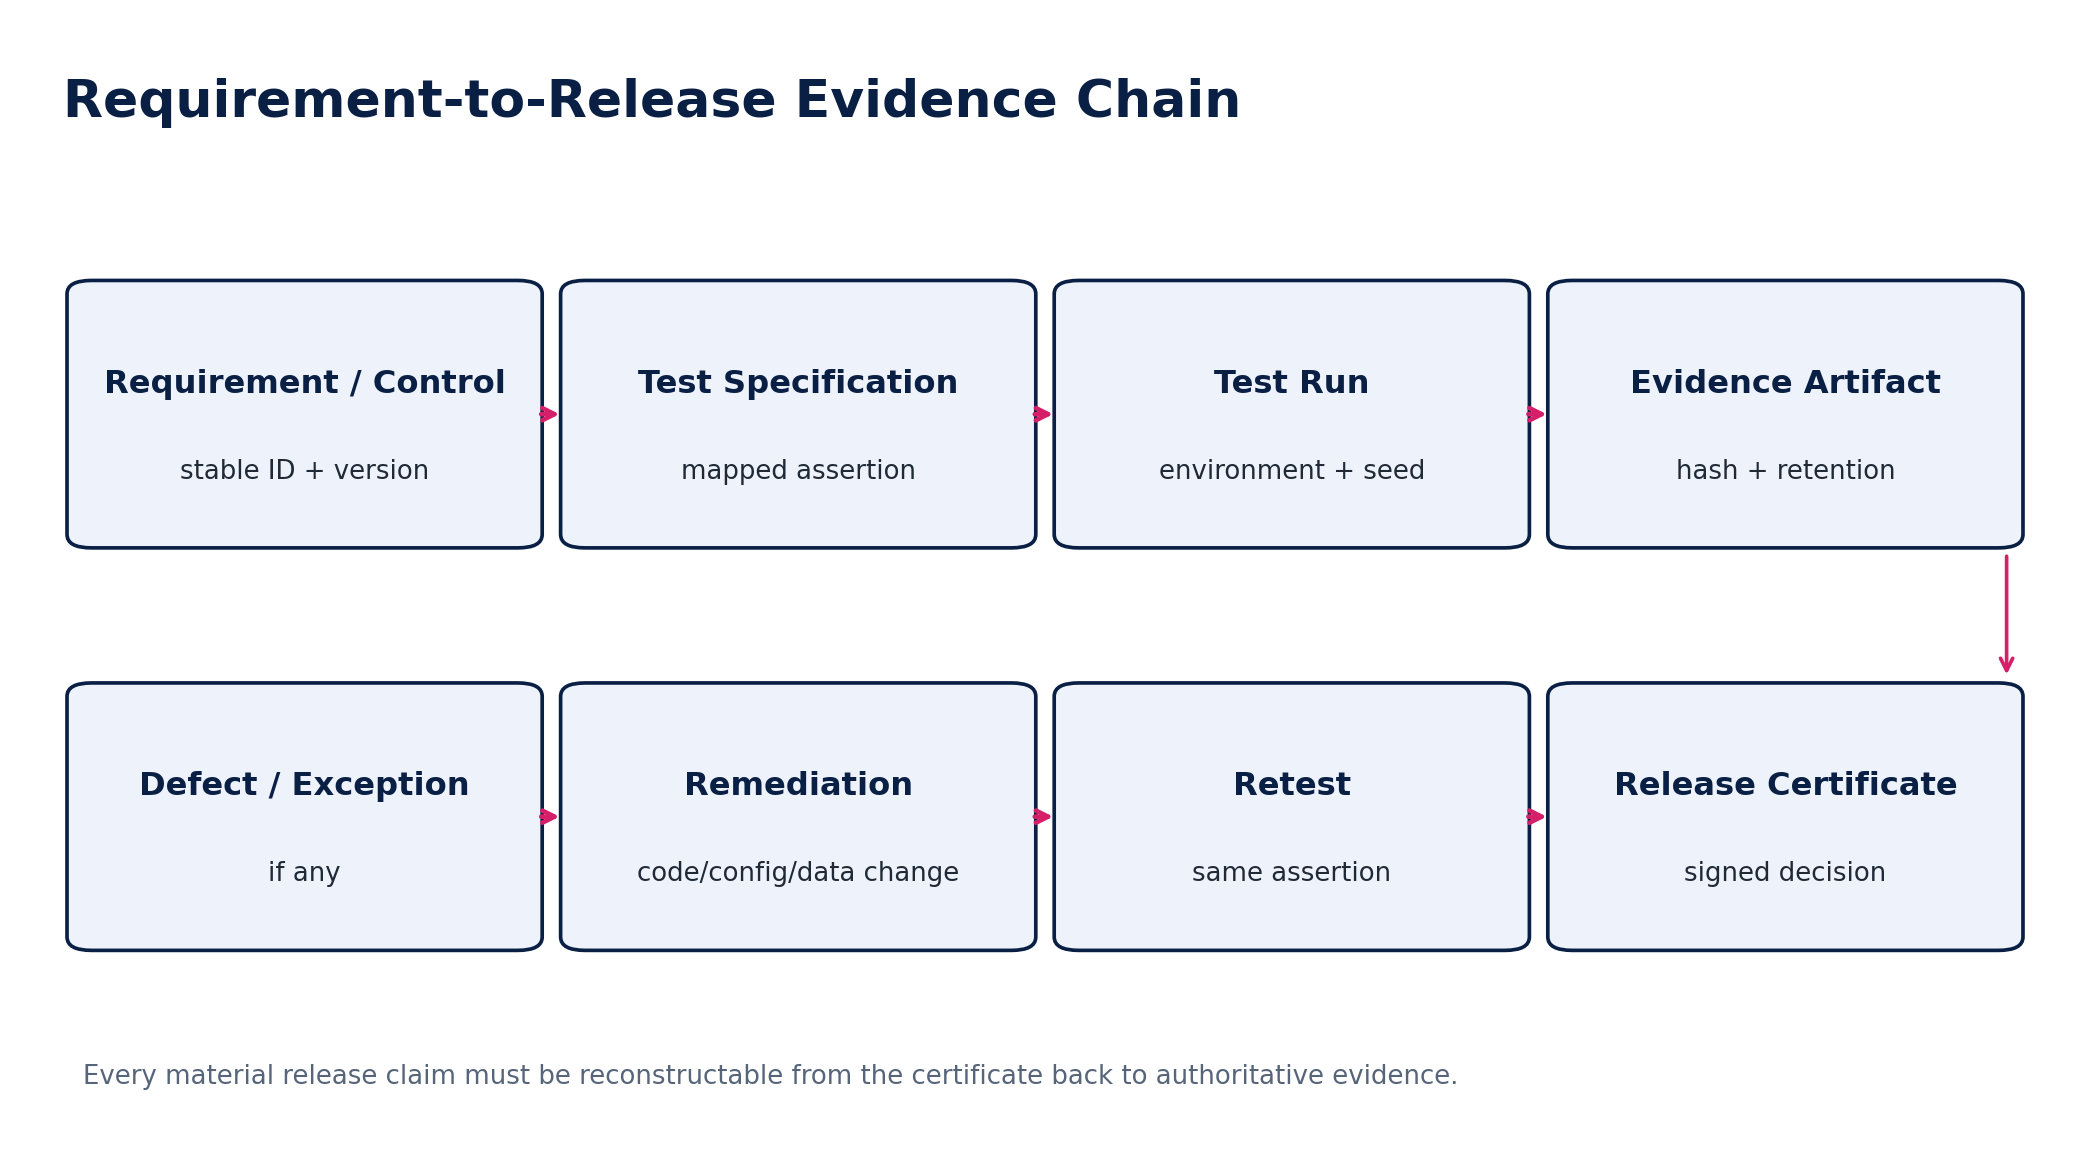 Requirement-to-Release Evidence Chain
Requirement / Control
stable ID + version
Test Specification
mapped assertion
Test Run
environment + seed
Evidence Artifact
hash + retention
Defect / Exception
if any
Remediation
code/config/data change
Retest
same assertion
Release Certificate
signed decision
Every material release claim must be reconstructable from the certificate back to authoritative evidence.